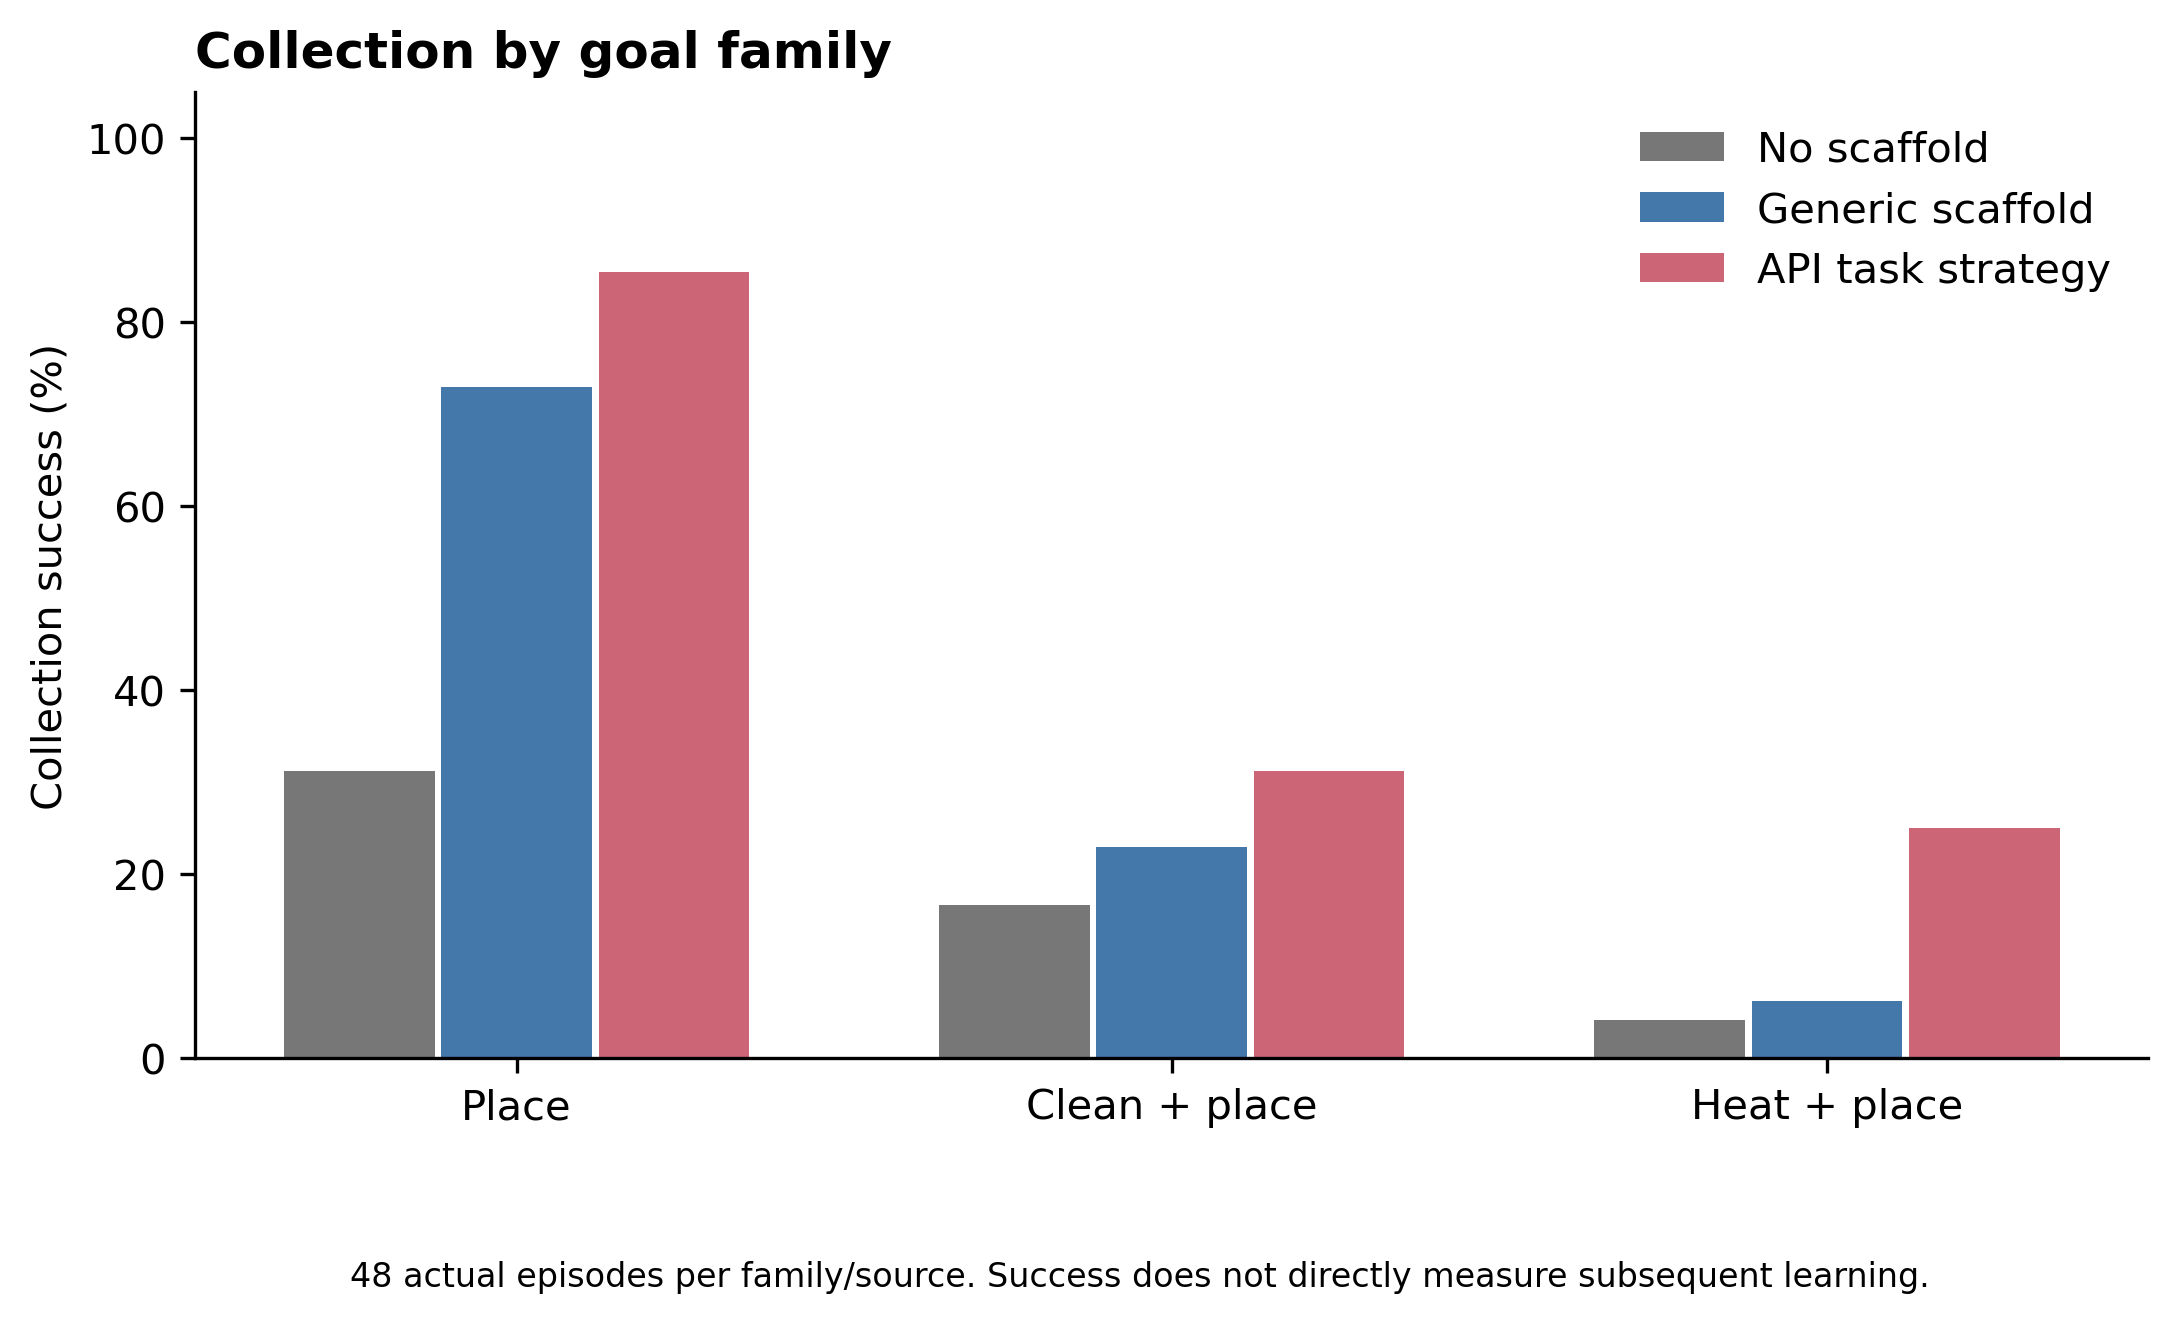 Collection by goal family
Collection success (%)
100
80
60
40
20
0
No scaffold
Generic scaffold
API task strategy
Place
Clean + place
Heat + place
48 actual episodes per family/source. Success does not directly measure subsequent learning.